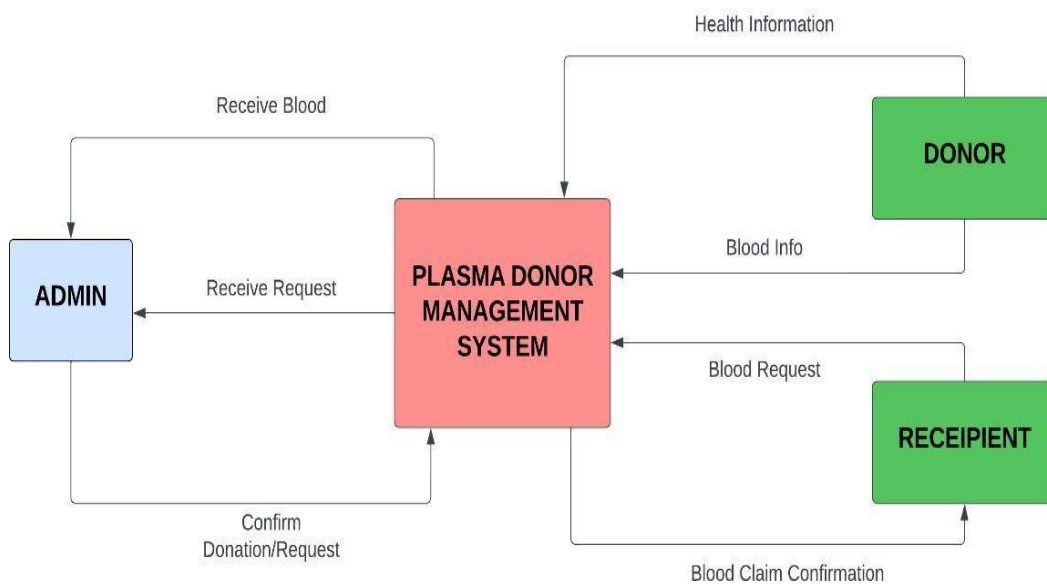 Health Information
Receive Blood
DONOR
Blood Info
ADMIN
Receive Request
PLASMA DONOR
MANAGEMENT
SYSTEM
Blood Request
RECEIPIENT
Confirm
Donation/Request
Blood Claim Confirmation